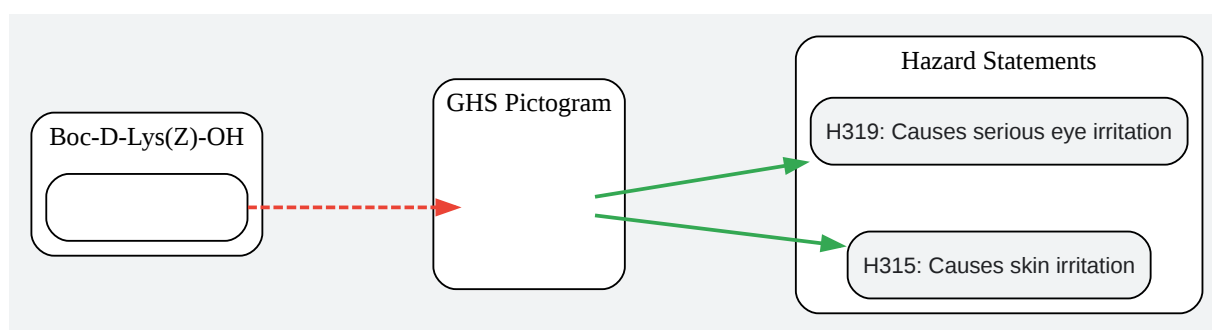 Boc-D-Lys(Z)-OH
GHS Pictogram
Hazard Statements
H319: Causes serious eye irritation
H315: Causes skin irritation